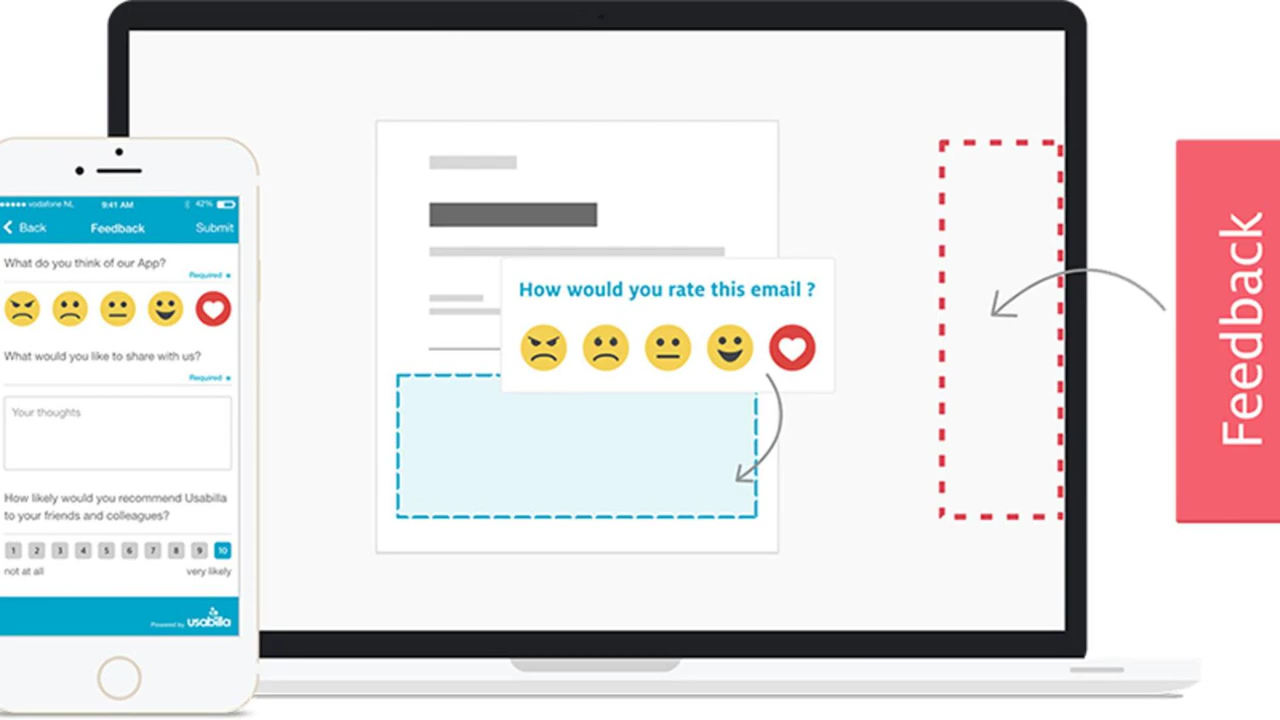 vodafone NL 9:41 AM 42%
Back Feedback Submit
What do you think of our App?
Required *
What would you like to share with us?
Required *
Your thoughts
How likely would you recommend Usabilla
to your friends and colleagues?
1 2 3 4 5 6 7 8 9 10
not at all very likely
Powered by usabilla
How would you rate this email ?
Feedback